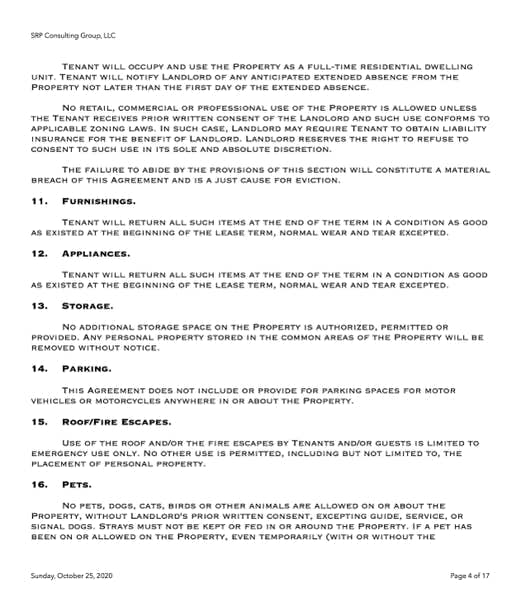 SRP Consulting Group, LLC
Tenant will occupy and use the Property as a full-time residential dwelling
unit. Tenant will notify Landlord of any anticipated extended absence from the
Property not later than the first day of the extended absence.
No retail, commercial or professional use of the Property is allowed unless
the Tenant receives prior written consent of the Landlord and such use conforms to
applicable zoning laws. In such case, Landlord may require Tenant to obtain liability
insurance for the benefit of Landlord. Landlord reserves the right to refuse to
consent to such use in its sole and absolute discretion.
The failure to abide by the provisions of this section will constitute a material
breach of this Agreement and is a just cause for eviction.
11. Furnishings.
Tenant will return all such items at the end of the term in a condition as good
as existed at the beginning of the lease term, normal wear and tear excepted.
12. Appliances.
Tenant will return all such items at the end of the term in a condition as good
as existed at the beginning of the lease term, normal wear and tear excepted.
13. Storage.
No additional storage space on the Property is authorized, permitted or
provided. Any personal property stored in the common areas of the Property will be
removed without notice.
14. Parking.
This Agreement does not include or provide for parking spaces for motor
vehicles or motorcycles anywhere in or about the Property.
15. Roof/Fire Escapes.
Use of the roof and/or the fire escapes by Tenants and/or guests is limited to
emergency use only. No other use is permitted, including but not limited to, the
placement of personal property.
16. Pets.
No pets, dogs, cats, birds or other animals are allowed on or about the
Property, without Landlord's prior written consent, excepting guide, service, or
signal dogs. Strays must not be kept or fed in or around the Property. If a pet has
been on or allowed on the Property, even temporarily (with or without the
Sunday, October 25, 2020
Page 4 of 17